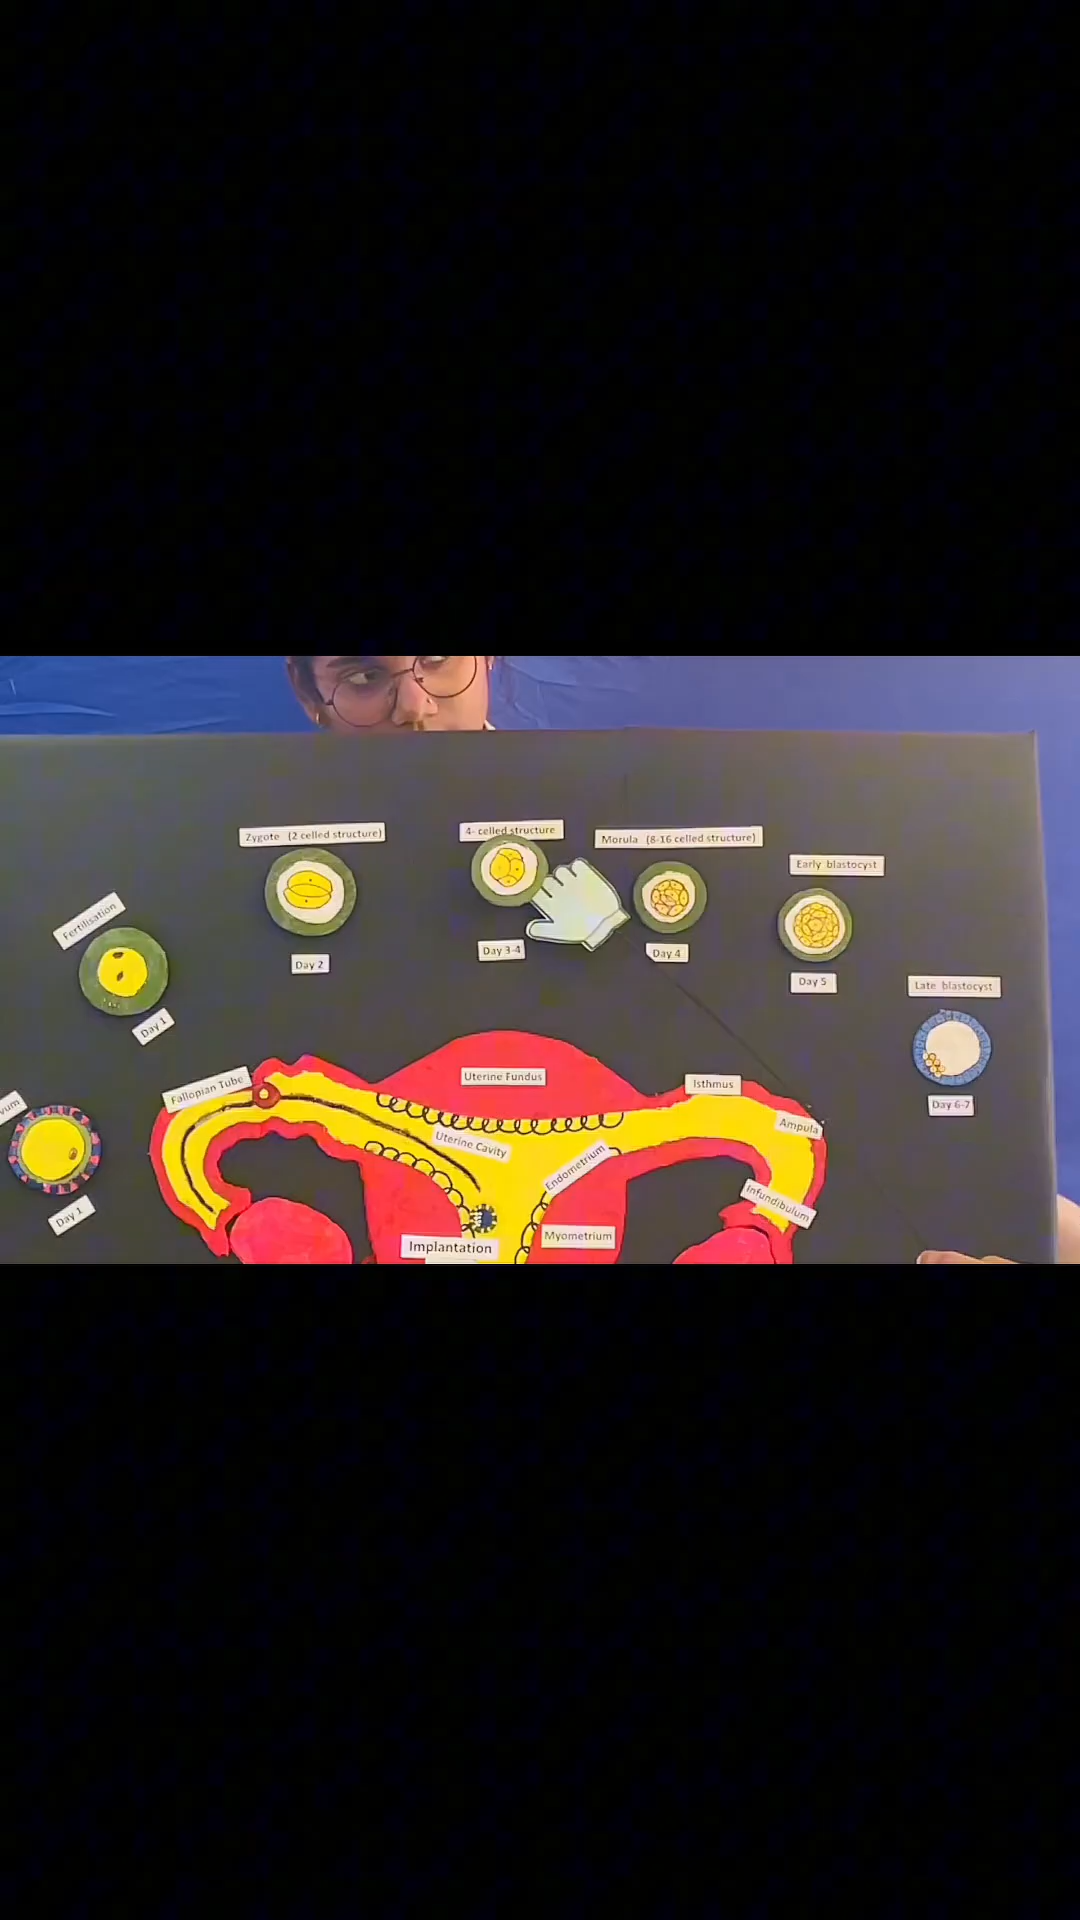 Zygote (2 celled structure)
4- celled structure
Morula (8-16 celled structure)
Early blastocyst
Fertilisation
Day 2
Day 3-4
Day 4
Day 5
Late blastocyst
Day 1
Day 6-7
Fallopian Tube
Uterine Fundus
Isthmus
Ampula
Uterine Cavity
Endometrium
Infundibulum
Day 1
Implantation
Myometrium